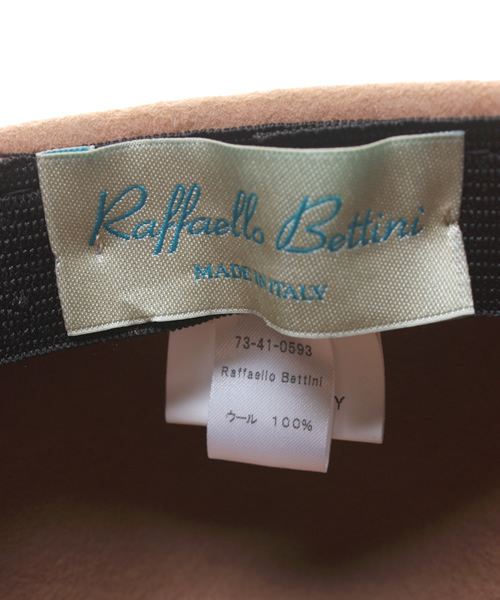 Raffaello Bettini
MADE IN ITALY
73-41-0593
Raffaello Bettini
Y
ウール 100%